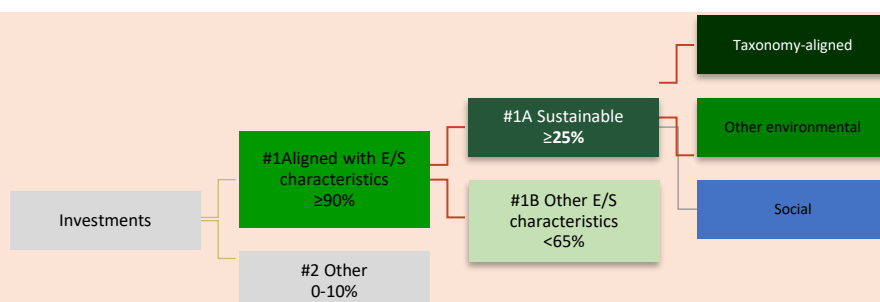 Investments
#1Aligned with E/S
characteristics
≥90%
#2 Other
0-10%
#1A Sustainable
≥25%
#1B Other E/S
characteristics
<65%
Taxonomy-aligned
Other environmental
Social